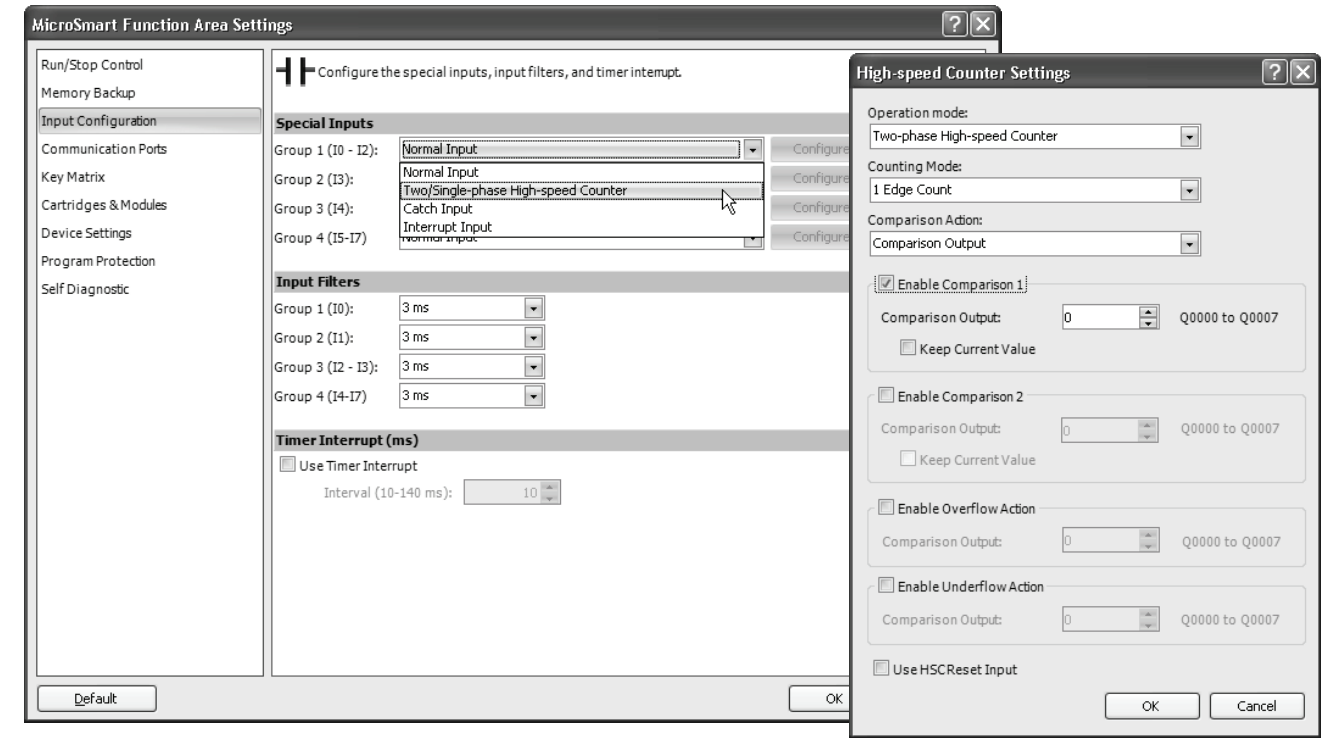 MicroSmart Function Area Settings
Run/Stop Control
Memory Backup
Input Configuration
Communication Ports
Key Matrix
Cartridges & Modules
Device Settings
Program Protection
Self Diagnostic
Configure the special inputs, input filters, and timer interrupt.
Special Inputs
Group 1 (I0 - I2): Normal Input Configure
Normal Input
Group 2 (I3): Configure
Two/Single-phase High-speed Counter
Group 3 (I4): Catch Input Configure
Interrupt Input
Group 4 (I5-I7) Normal Input Configure
Input Filters
Group 1 (I0): 3 ms
Group 2 (I1): 3 ms
Group 3 (I2 - I3): 3 ms
Group 4 (I4-I7) 3 ms
Timer Interrupt (ms)
Use Timer Interrupt
Interval (10-140 ms): 10
Default
OK
High-speed Counter Settings
Operation mode:
Two-phase High-speed Counter
Counting Mode:
1 Edge Count
Comparison Action:
Comparison Output
Enable Comparison 1
Comparison Output: 0 Q0000 to Q0007
Keep Current Value
Enable Comparison 2
Comparison Output: 0 Q0000 to Q0007
Keep Current Value
Enable Overflow Action
Comparison Output: 0 Q0000 to Q0007
Enable Underflow Action
Comparison Output: 0 Q0000 to Q0007
Use HSC Reset Input
OK Cancel